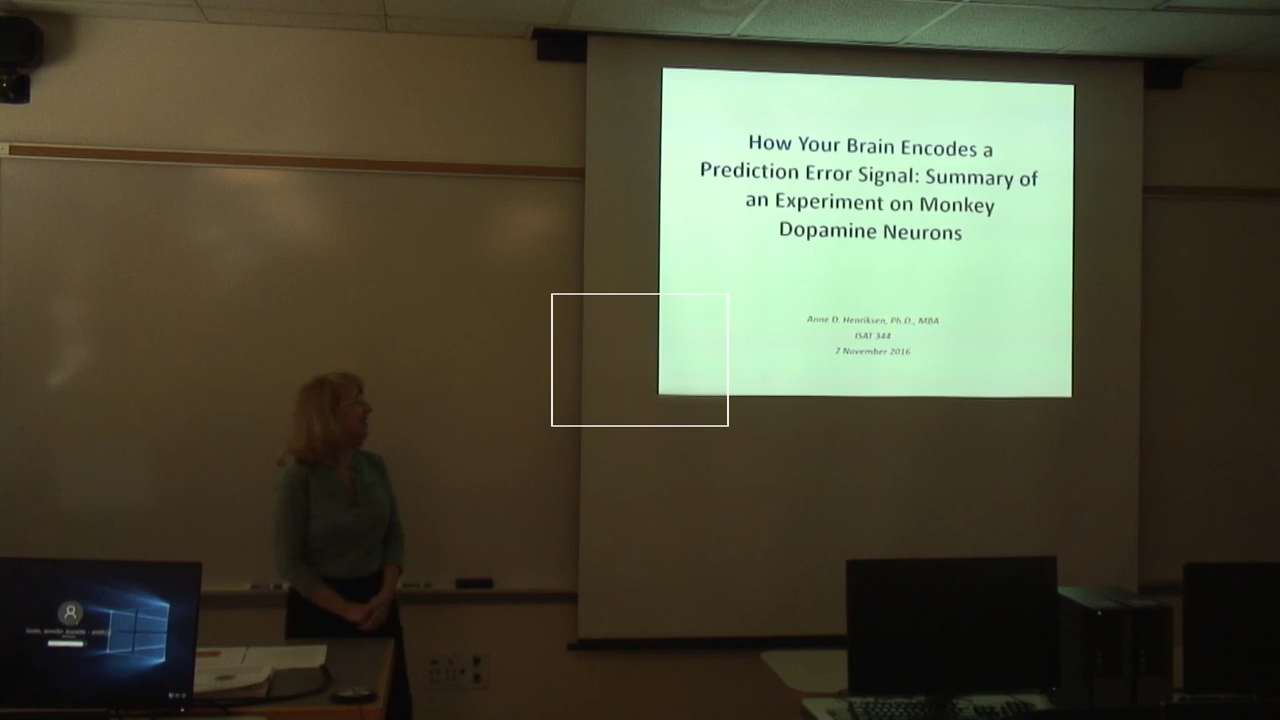 How Your Brain Encodes a
Prediction Error Signal: Summary of
an Experiment on Monkey
Dopamine Neurons
Anne D. Henriksen, Ph.D., MBA
ISAT 344
7 November 2016